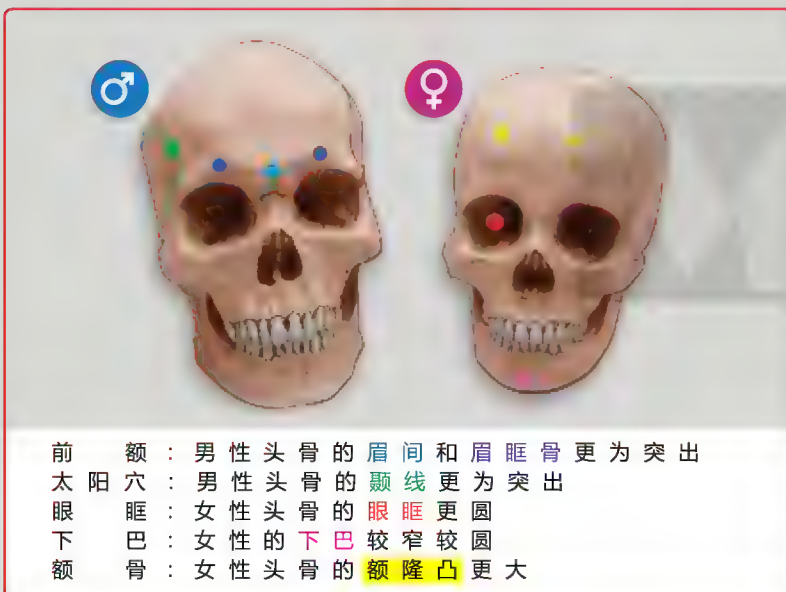 前额：男性头骨的眉间和眉眶骨更为突出
太阳穴：男性头骨的颞线更为突出
眼眶：女性头骨的眼眶更圆
下巴：女性的下巴较窄较圆
额骨：女性头骨的额隆凸更大